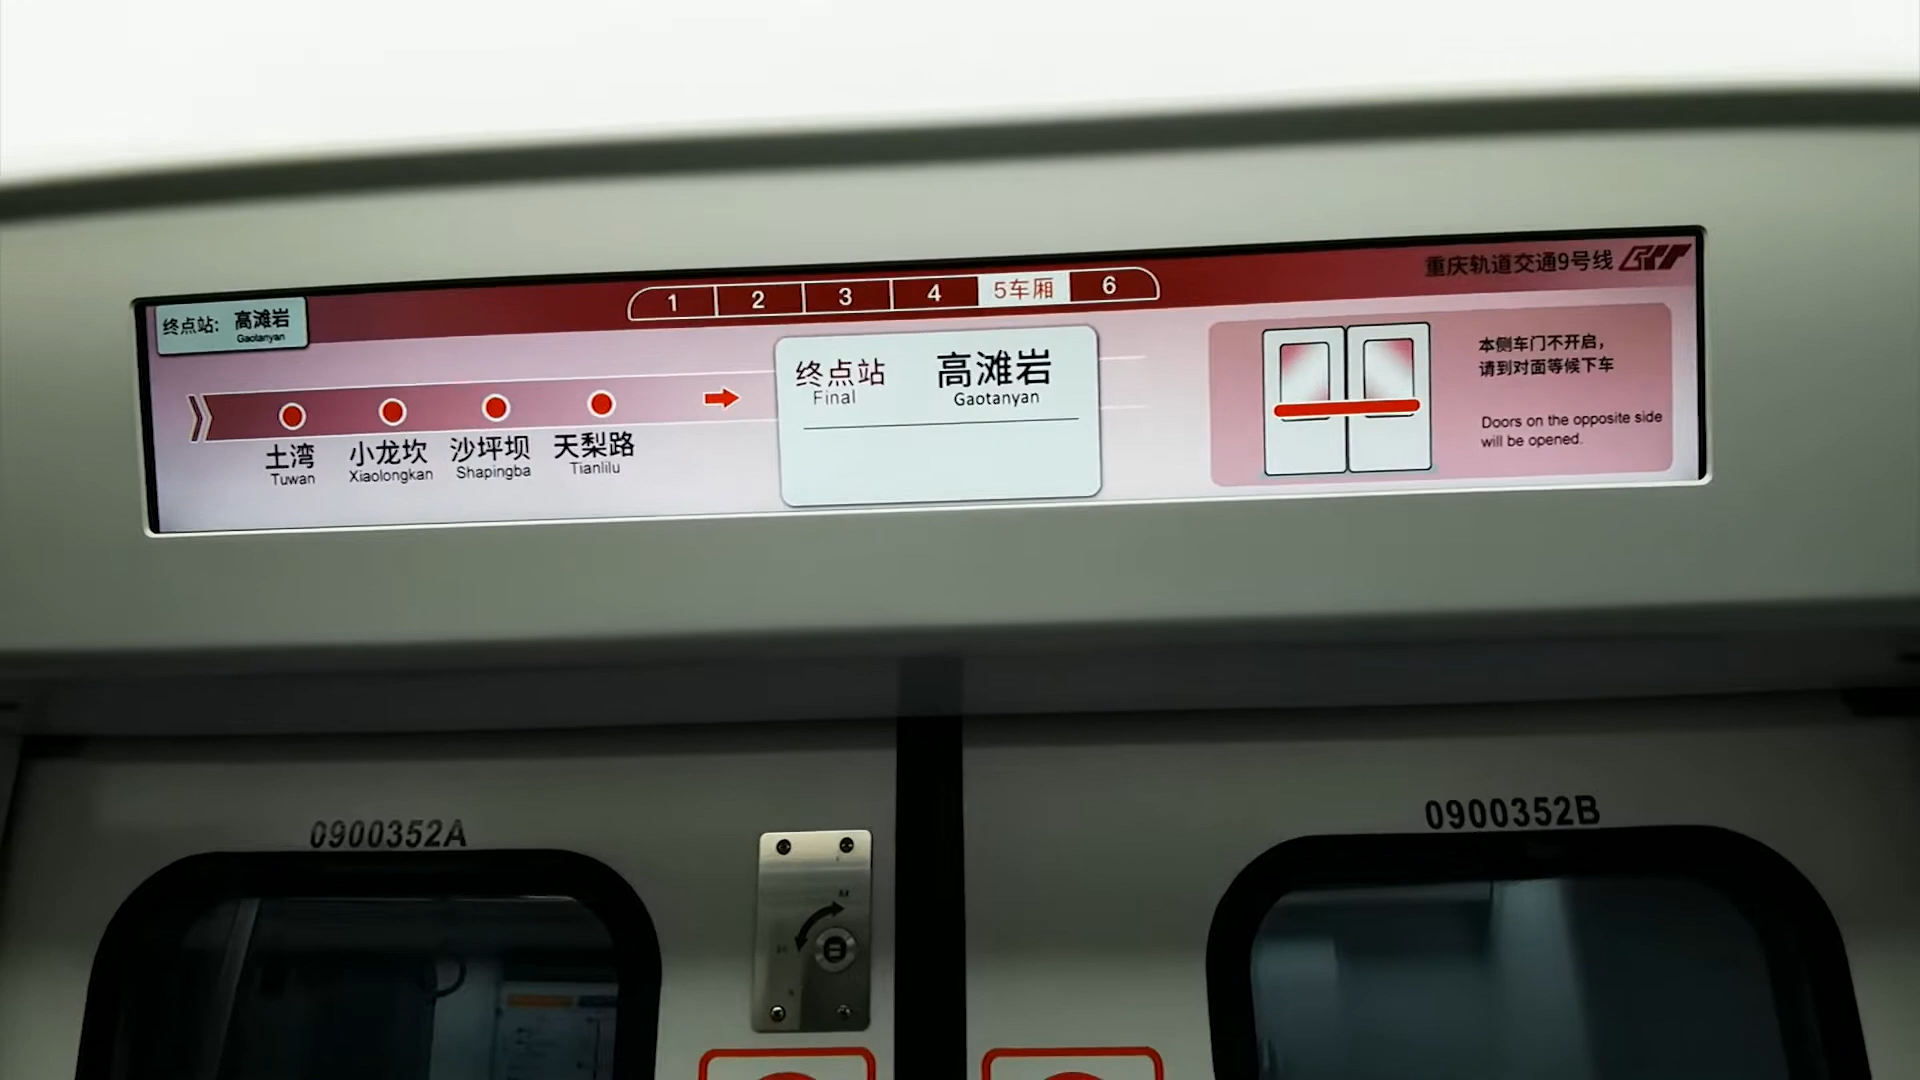 重庆轨道交通9号线 CRT
1 2 3 4 5车厢 6
终点站: 高滩岩
Gaotanyan
土湾 小龙坎 沙坪坝 天梨路
Tuwan Xiaolongkan Shapingba Tianlilu
终点站 高滩岩
Final Gaotanyan
本侧车门不开启，
请到对面等候下车
Doors on the opposite side
will be opened.
0900352A
0900352B